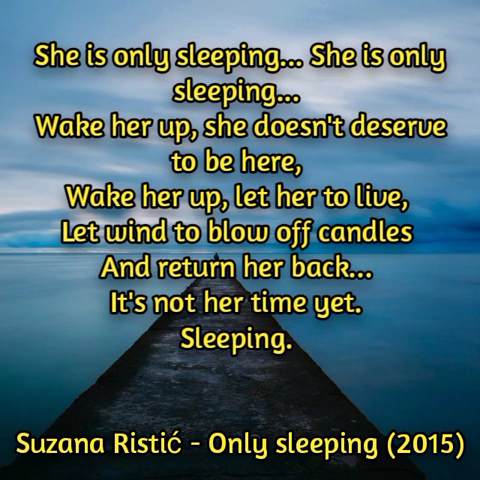 She is only sleeping... She is only
sleeping...
Wake her up, she doesn't deserve
to be here,
Wake her up, let her to live,
Let wind to blow off candles
And return her back...
It's not her time yet.
Sleeping.
Suzana Ristić - Only sleeping (2015)